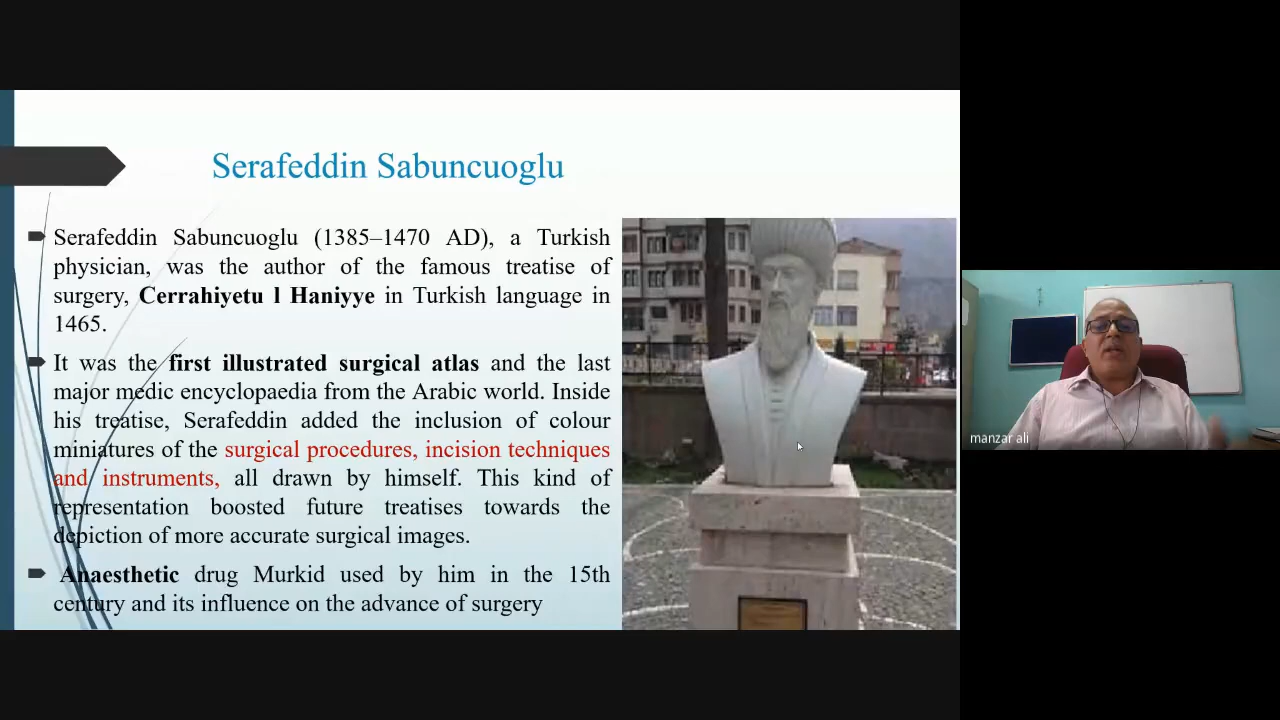 Serafeddin Sabuncuoglu
Serafeddin Sabuncuoglu (1385–1470 AD), a Turkish
physician, was the author of the famous treatise of
surgery, Cerrahiyetu l Haniyye in Turkish language in
1465.
It was the first illustrated surgical atlas and the last
major medic encyclopaedia from the Arabic world. Inside
his treatise, Serafeddin added the inclusion of colour
miniatures of the surgical procedures, incision techniques
and instruments, all drawn by himself. This kind of
representation boosted future treatises towards the
depiction of more accurate surgical images.
Anaesthetic drug Murkid used by him in the 15th
century and its influence on the advance of surgery
manzar ali